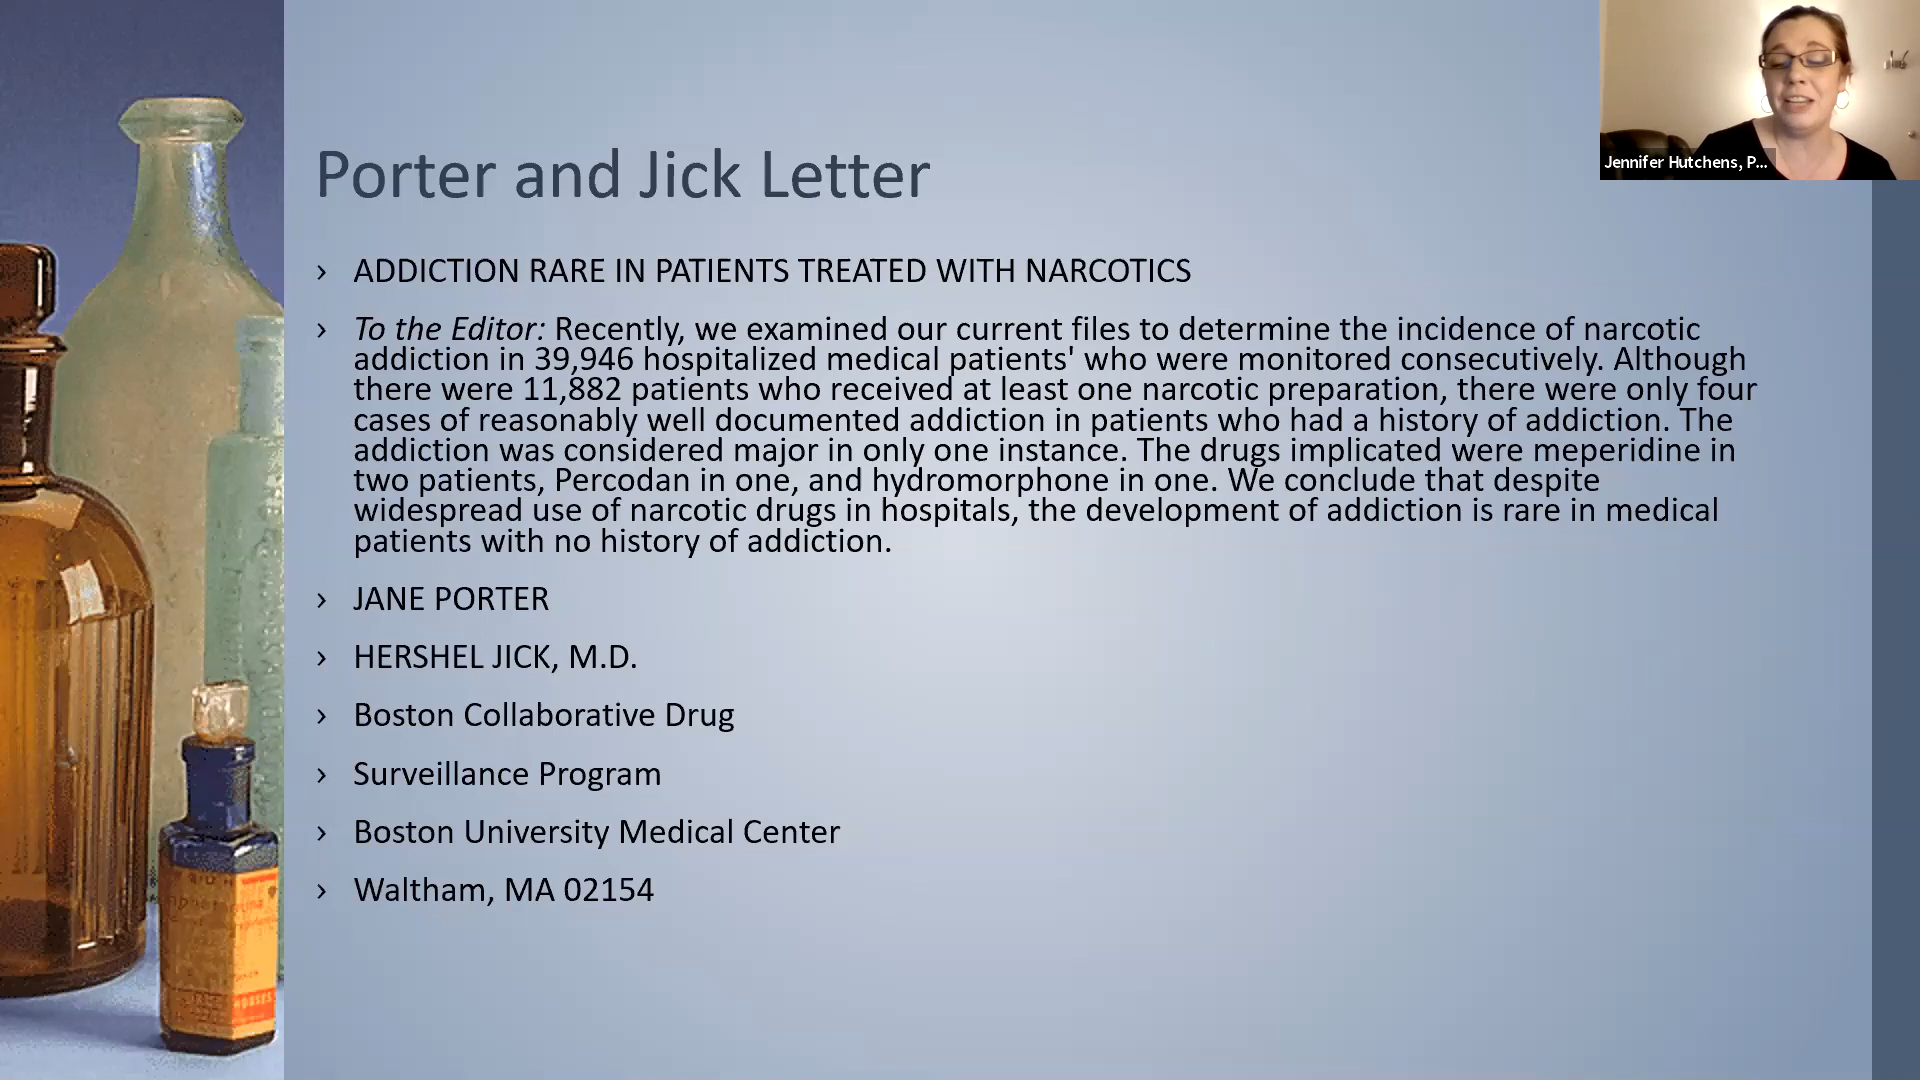 Jennifer Hutchens, P...
Porter and Jick Letter
› ADDICTION RARE IN PATIENTS TREATED WITH NARCOTICS
› To the Editor: Recently, we examined our current files to determine the incidence of narcotic
addiction in 39,946 hospitalized medical patients' who were monitored consecutively. Although
there were 11,882 patients who received at least one narcotic preparation, there were only four
cases of reasonably well documented addiction in patients who had a history of addiction. The
addiction was considered major in only one instance. The drugs implicated were meperidine in
two patients, Percodan in one, and hydromorphone in one. We conclude that despite
widespread use of narcotic drugs in hospitals, the development of addiction is rare in medical
patients with no history of addiction.
› JANE PORTER
› HERSHEL JICK, M.D.
› Boston Collaborative Drug
› Surveillance Program
› Boston University Medical Center
› Waltham, MA 02154